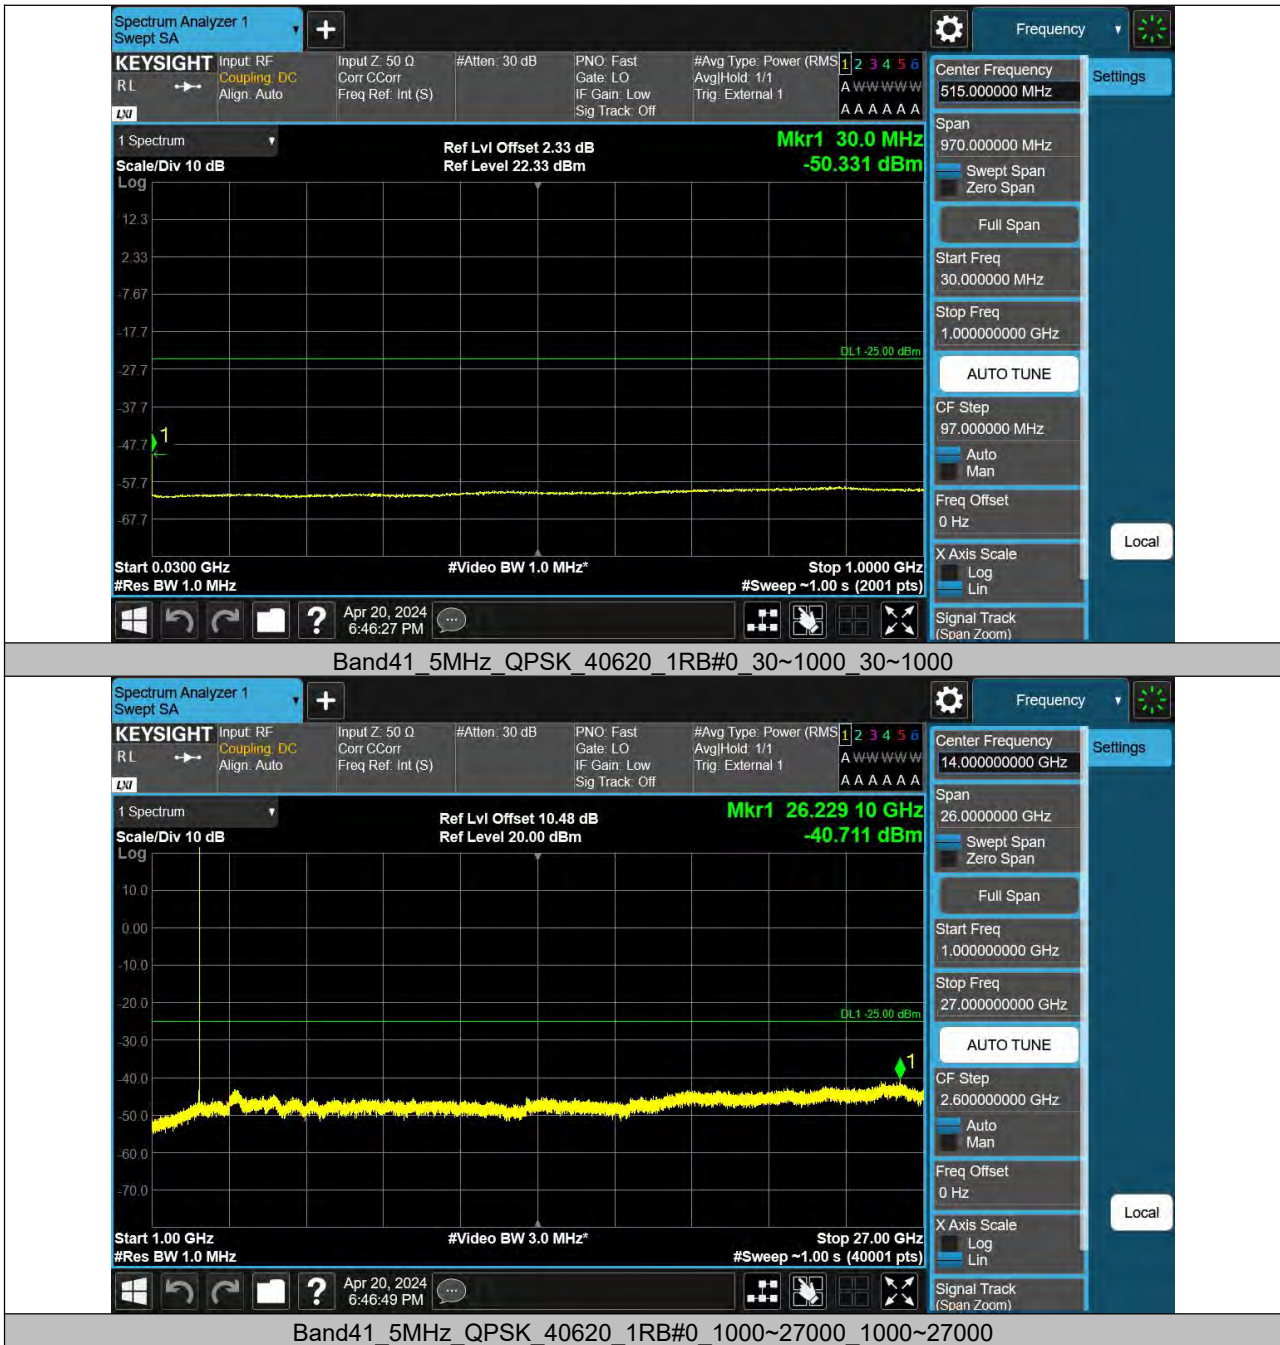 Spectrum Analyzer 1
Swept SA
Frequency
KEYSIGHT
Input: RF
Coupling: DC
Align: Auto
Input Z: 50 Ω
Corr CCorr
Freq Ref: Int (S)
#Atten: 30 dB
PNO: Fast
Gate: LO
IF Gain: Low
Sig Track: Off
#Avg Type: Power (RMS
Avg|Hold: 1/1
Trig: External 1
1 2 3 4 5 6
A W W W W W
A A A A A A
RL
LXI
Center Frequency
515.000000 MHz
Settings
Span
970.000000 MHz
Swept Span
Zero Span
Full Span
Start Freq
30.000000 MHz
Stop Freq
1.000000000 GHz
AUTO TUNE
CF Step
97.000000 MHz
Auto
Man
Freq Offset
0 Hz
X Axis Scale
Log
Lin
Signal Track
(Span Zoom)
Local
1 Spectrum
Scale/Div 10 dB
Log
Ref Lvl Offset 2.33 dB
Ref Level 22.33 dBm
Mkr1 30.0 MHz
-50.331 dBm
12.3
2.33
-7.67
-17.7
DL1 -25.00 dBm
-27.7
-37.7
1
-47.7
-57.7
-67.7
Start 0.0300 GHz
#Video BW 1.0 MHz*
Stop 1.0000 GHz
#Res BW 1.0 MHz
#Sweep ~1.00 s (2001 pts)
?
Apr 20, 2024
6:46:27 PM
Band41_5MHz_QPSK_40620_1RB#0_30~1000_30~1000
Spectrum Analyzer 1
Swept SA
Frequency
KEYSIGHT
Input: RF
Coupling: DC
Align: Auto
Input Z: 50 Ω
Corr CCorr
Freq Ref: Int (S)
#Atten: 30 dB
PNO: Fast
Gate: LO
IF Gain: Low
Sig Track: Off
#Avg Type: Power (RMS
Avg|Hold: 1/1
Trig: External 1
1 2 3 4 5 6
A W W W W W
A A A A A A
RL
LXI
Center Frequency
14.000000000 GHz
Settings
Span
26.0000000 GHz
Swept Span
Zero Span
Full Span
Start Freq
1.000000000 GHz
Stop Freq
27.000000000 GHz
AUTO TUNE
CF Step
2.600000000 GHz
Auto
Man
Freq Offset
0 Hz
X Axis Scale
Log
Lin
Signal Track
(Span Zoom)
Local
1 Spectrum
Scale/Div 10 dB
Log
Ref Lvl Offset 10.48 dB
Ref Level 20.00 dBm
Mkr1 26.229 10 GHz
-40.711 dBm
10.0
0.00
-10.0
-20.0
DL1 -25.00 dBm
-30.0
1
-40.0
-50.0
-60.0
-70.0
Start 1.00 GHz
#Video BW 3.0 MHz*
Stop 27.00 GHz
#Res BW 1.0 MHz
#Sweep ~1.00 s (40001 pts)
?
Apr 20, 2024
6:46:49 PM
Band41_5MHz_QPSK_40620_1RB#0_1000~27000_1000~27000